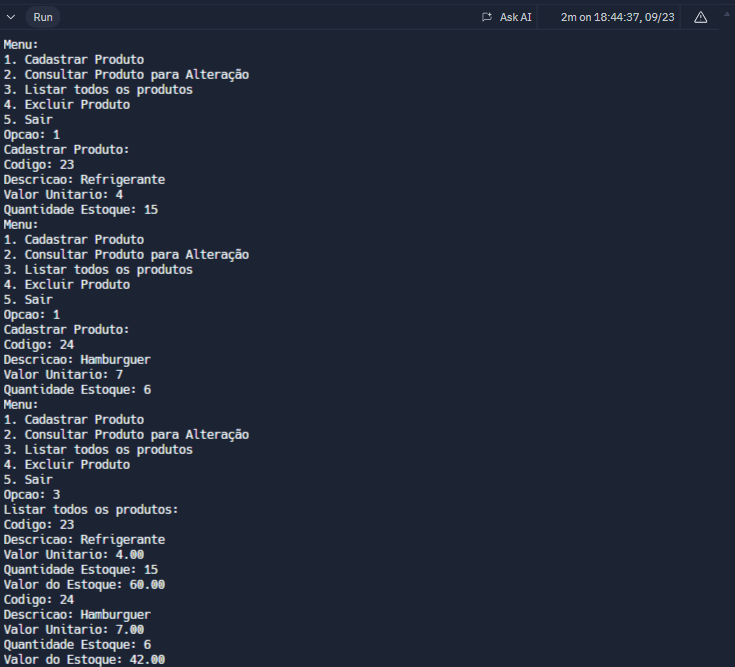 Run
Ask AI
2m on 18:44:37, 09/23
Menu:
1. Cadastrar Produto
2. Consultar Produto para Alteração
3. Listar todos os produtos
4. Excluir Produto
5. Sair
Opcao: 1
Cadastrar Produto:
Codigo: 23
Descricao: Refrigerante
Valor Unitario: 4
Quantidade Estoque: 15
Menu:
1. Cadastrar Produto
2. Consultar Produto para Alteração
3. Listar todos os produtos
4. Excluir Produto
5. Sair
Opcao: 1
Cadastrar Produto:
Codigo: 24
Descricao: Hamburguer
Valor Unitario: 7
Quantidade Estoque: 6
Menu:
1. Cadastrar Produto
2. Consultar Produto para Alteração
3. Listar todos os produtos
4. Excluir Produto
5. Sair
Opcao: 3
Listar todos os produtos:
Codigo: 23
Descricao: Refrigerante
Valor Unitario: 4.00
Quantidade Estoque: 15
Valor do Estoque: 60.00
Codigo: 24
Descricao: Hamburguer
Valor Unitario: 7.00
Quantidade Estoque: 6
Valor do Estoque: 42.00